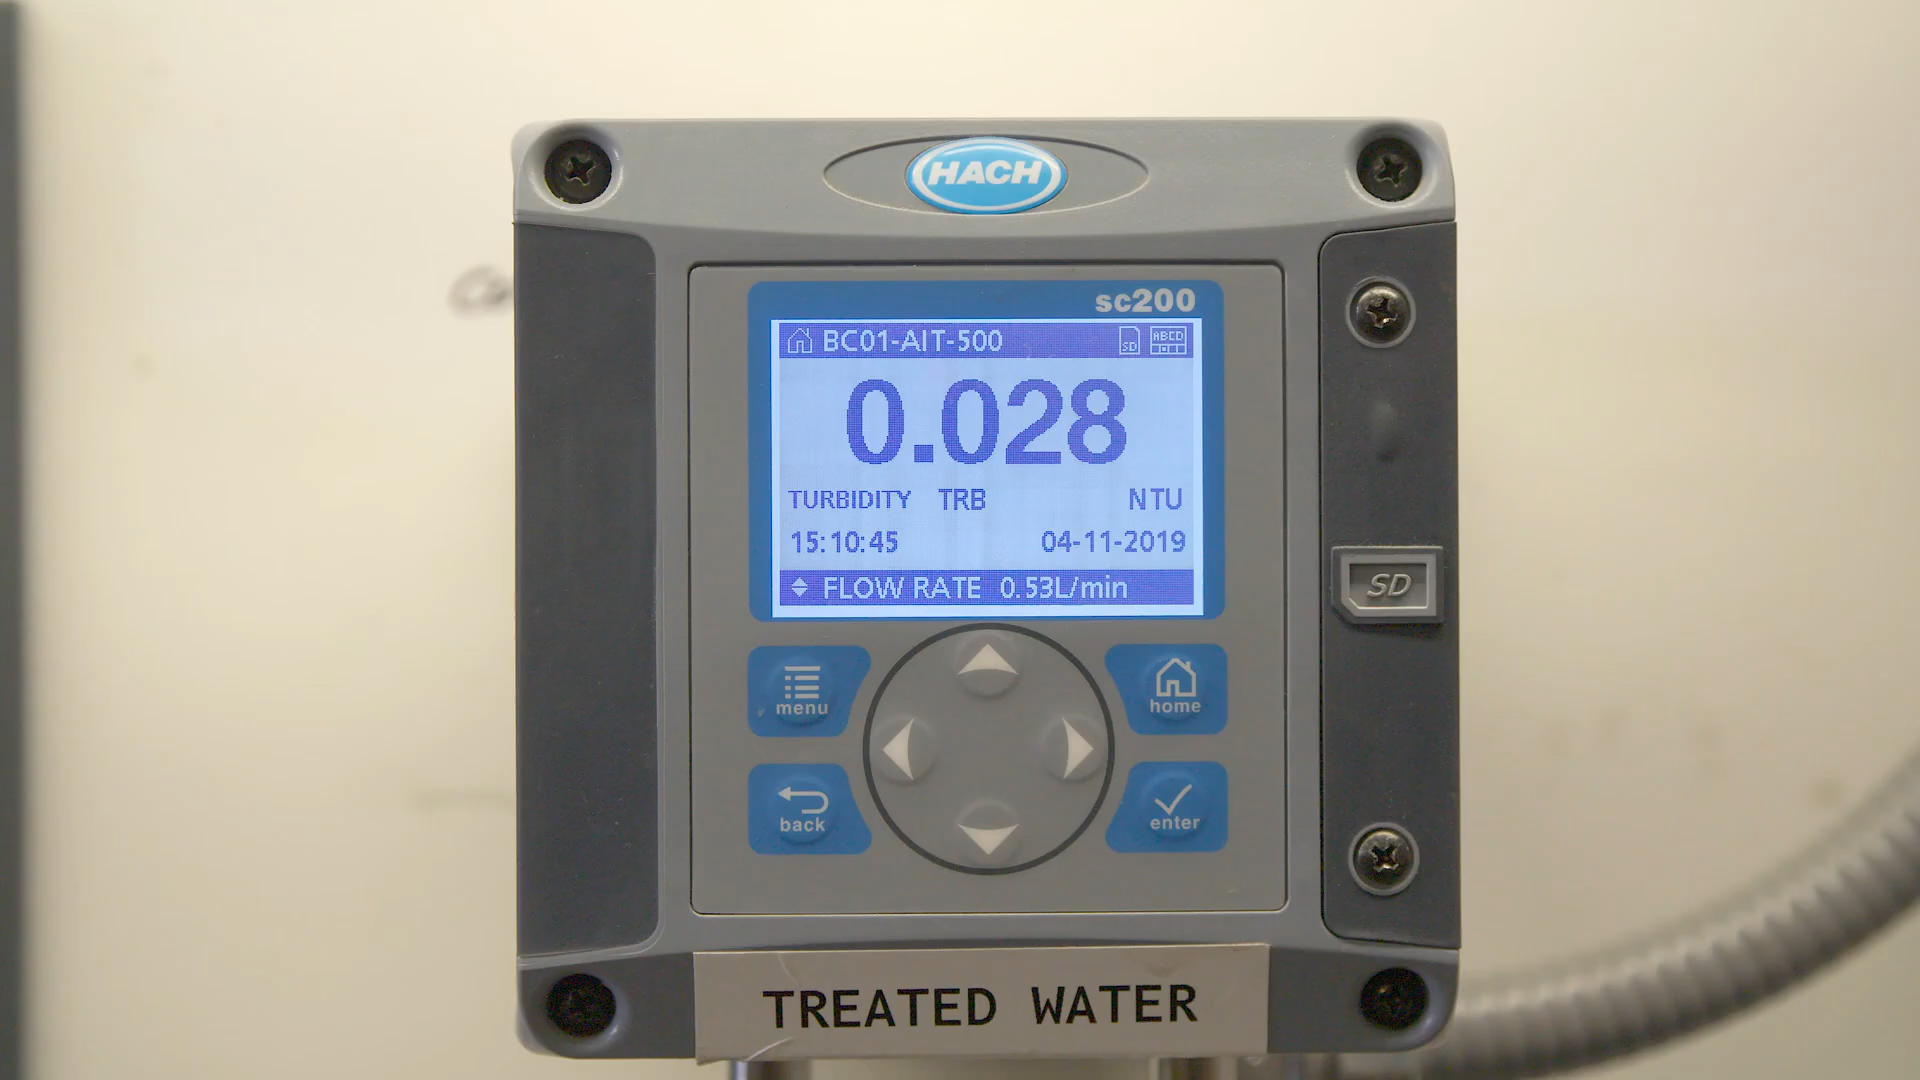 HACH
sc200
BC01-AIT-500
SD
ABCD
0.028
TURBIDITY TRB NTU
15:10:45 04-11-2019
FLOW RATE 0.53L/min
menu
home
SD
back
enter
TREATED WATER